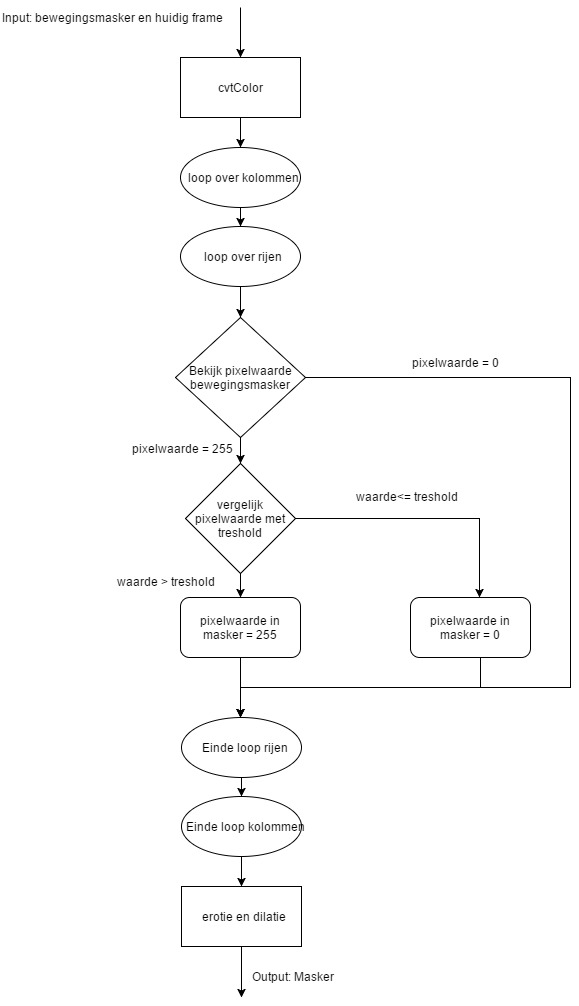 Input: bewegingsmasker en huidig frame
cvtColor
loop over kolommen
loop over rijen
Bekijk pixelwaarde
bewegingsmasker
pixelwaarde = 0
pixelwaarde = 255
vergelijk
pixelwaarde met
treshold
waarde<= treshold
waarde > treshold
pixelwaarde in
masker = 255
pixelwaarde in
masker = 0
Einde loop rijen
Einde loop kolommen
erotie en dilatie
Output: Masker